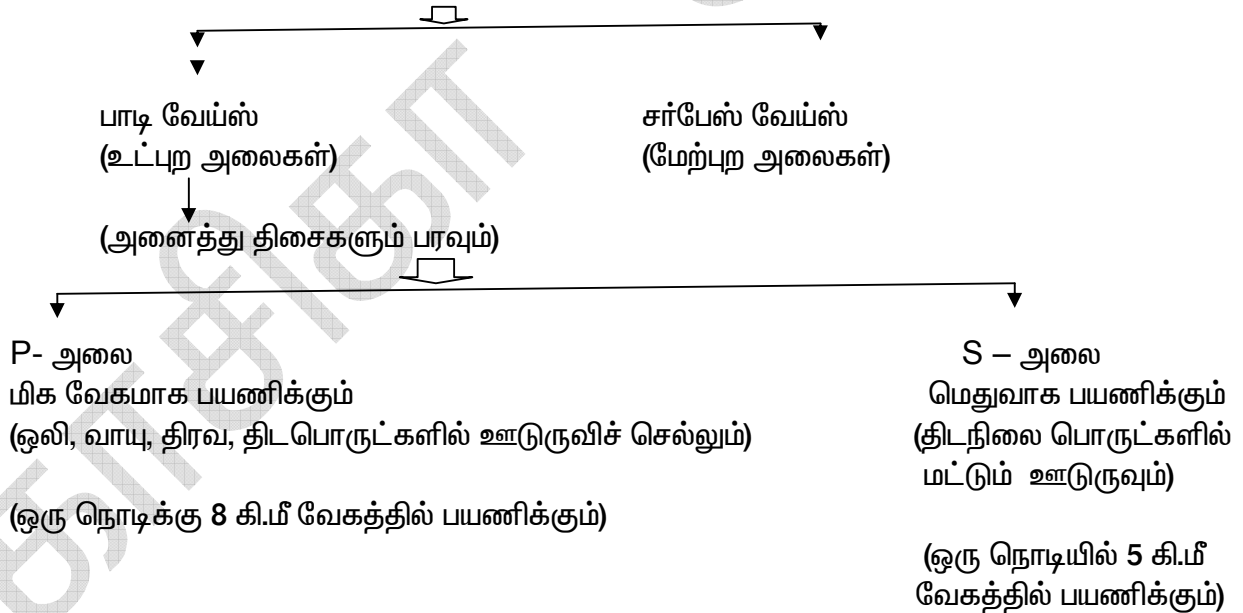 பாடி வேய்ஸ்
சர்பேஸ் வேய்ஸ்
(உட்புற அலைகள்)
(மேற்புற அலைகள்)
(அனைத்து திசைகளும் பரவும்)
P- அலை
மிக வேகமாக பயணிக்கும்
(ஒலி, வாயு, திரவ, திடபொருட்களில் ஊடுருவிச் செல்லும்)
(ஒரு நொடிக்கு 8 கி.மீ வேகத்தில் பயணிக்கும்)
S – அலை
மெதுவாக பயணிக்கும்
(திடநிலை பொருட்களில்
மட்டும் ஊடுருவும்)
(ஒரு நொடியில் 5 கி.மீ
வேகத்தில் பயணிக்கும்)